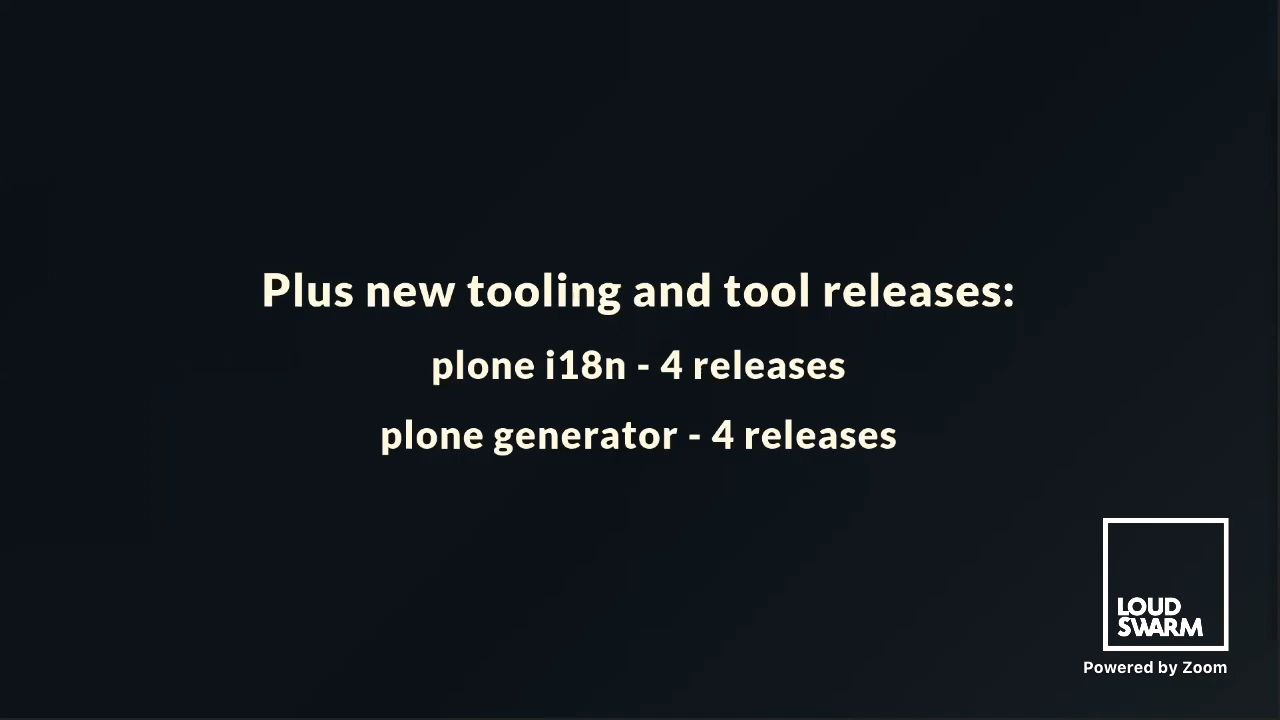 Plus new tooling and tool releases:
plone i18n - 4 releases
plone generator - 4 releases
LOUD
SWARM
Powered by Zoom